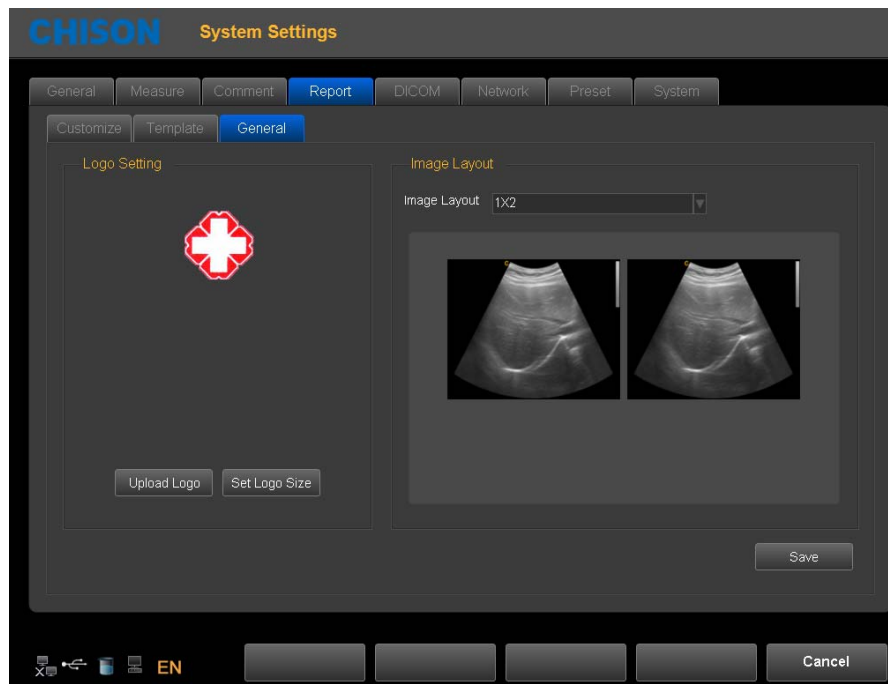 CHISON System Settings
General Measure Comment Report DICOM Network Preset System
Customize Template General
Logo Setting
Upload Logo Set Logo Size
Image Layout
Image Layout 1X2
C C
Save
EN Cancel